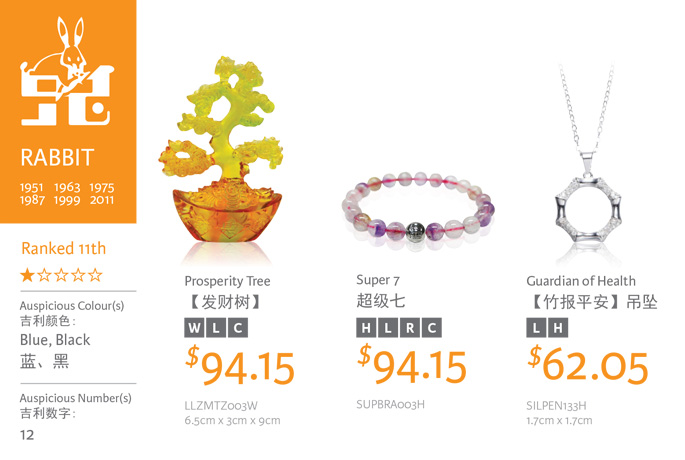 RABBIT
1951 1963 1975
1987 1999 2011
Ranked 11th
Auspicious Colour(s)
吉利颜色:
Blue, Black
蓝、黑
Auspicious Number(s)
吉利数字:
12
Prosperity Tree
【发财树】
W L C
$94.15
LLZMTZ003W
6.5cm x 3cm x 9cm
Super 7
超级七
H L R C
$94.15
SUPBRA003H
Guardian of Health
【竹报平安】吊坠
L H
$62.05
SILPEN133H
1.7cm x 1.7cm